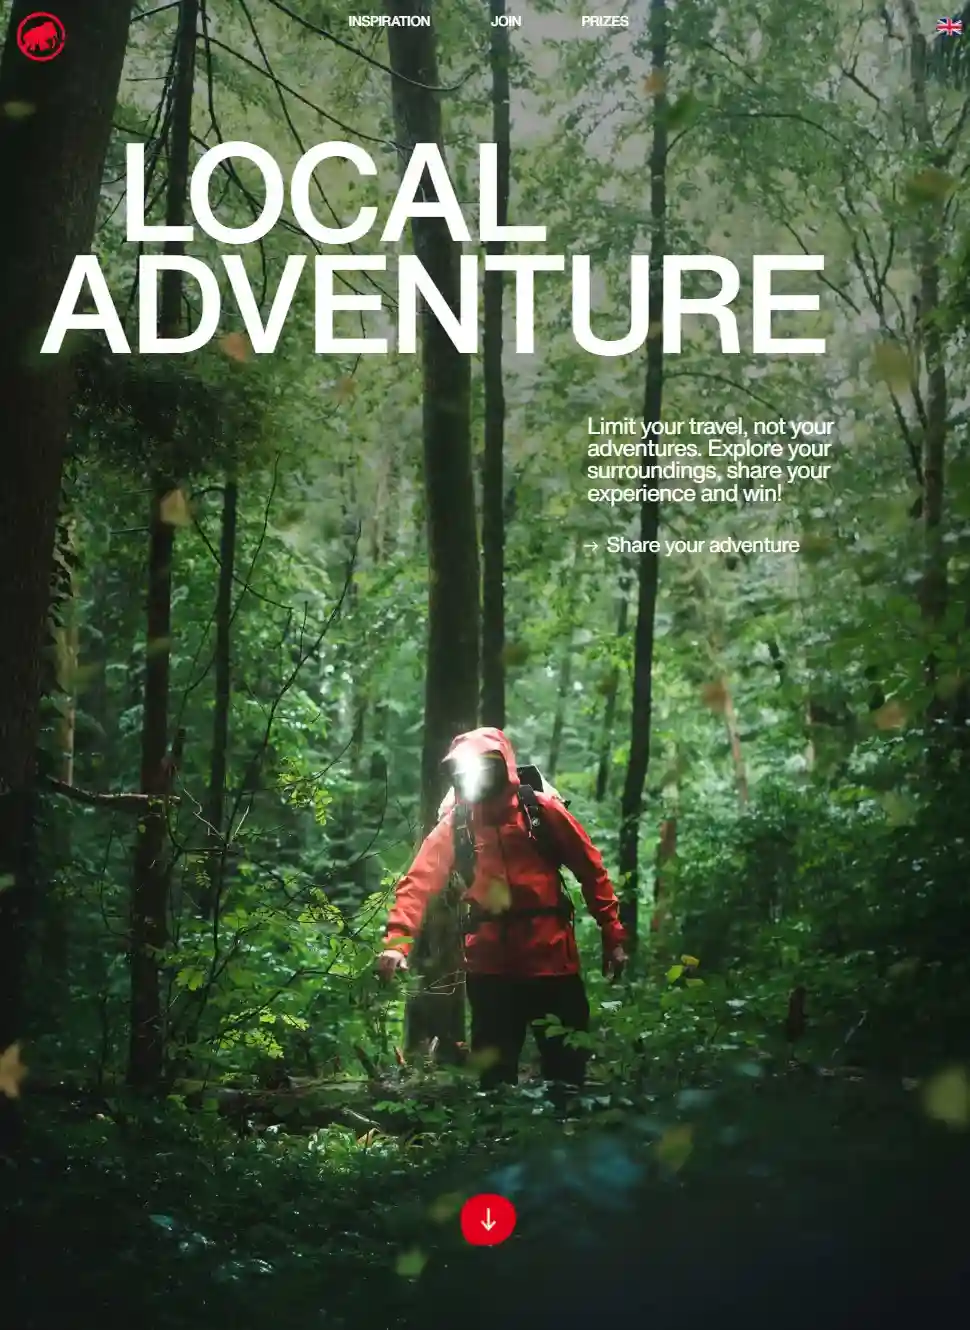 INSPIRATION
JOIN
PRIZES
LOCAL
ADVENTURE
Limit your travel, not your
adventures. Explore your
surroundings, share your
experience and win!
→ Share your adventure